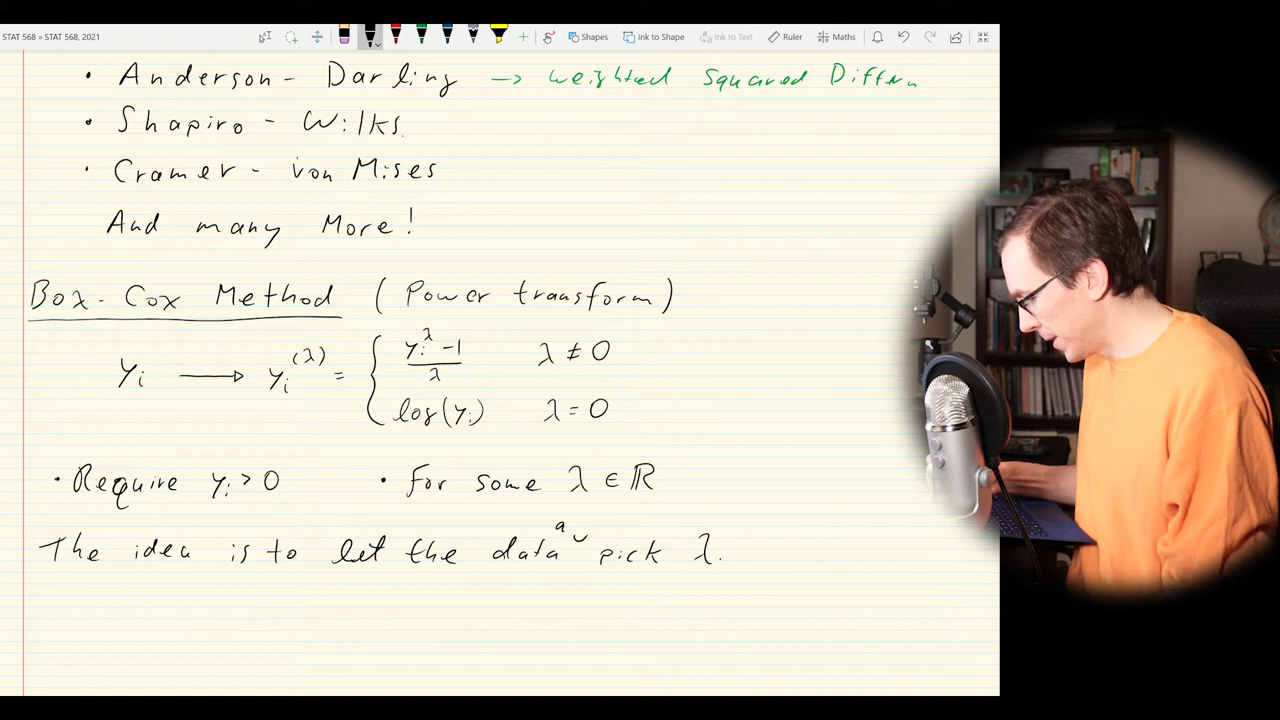 STAT 568 » STAT 568, 2021
Shapes Ink to Shape Ink to Text Ruler Maths
• Anderson - Darling → Weighted Squared Differn
• Shapiro - Wilks
• Cramer - von Mises
And many More!
Box-Cox Method (Power transform)
yᵢ ⟶ yᵢ^(λ) = { (yᵢ^λ - 1)/λ λ ≠ 0
log(yᵢ) λ = 0
• Require yᵢ > 0 • for some λ ∈ ℝ
The idea is to let the data pick λ.